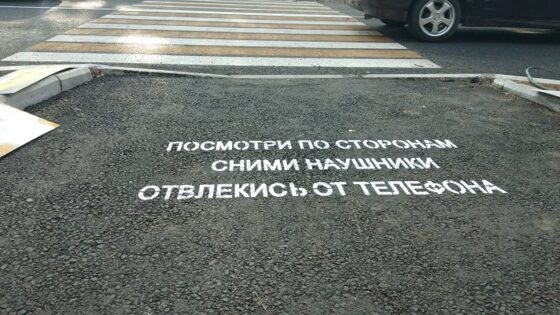 ПОСМОТРИ ПО СТОРОНАМ
СНИМИ НАУШНИКИ
ОТВЛЕКИСЬ ОТ ТЕЛЕФОНА